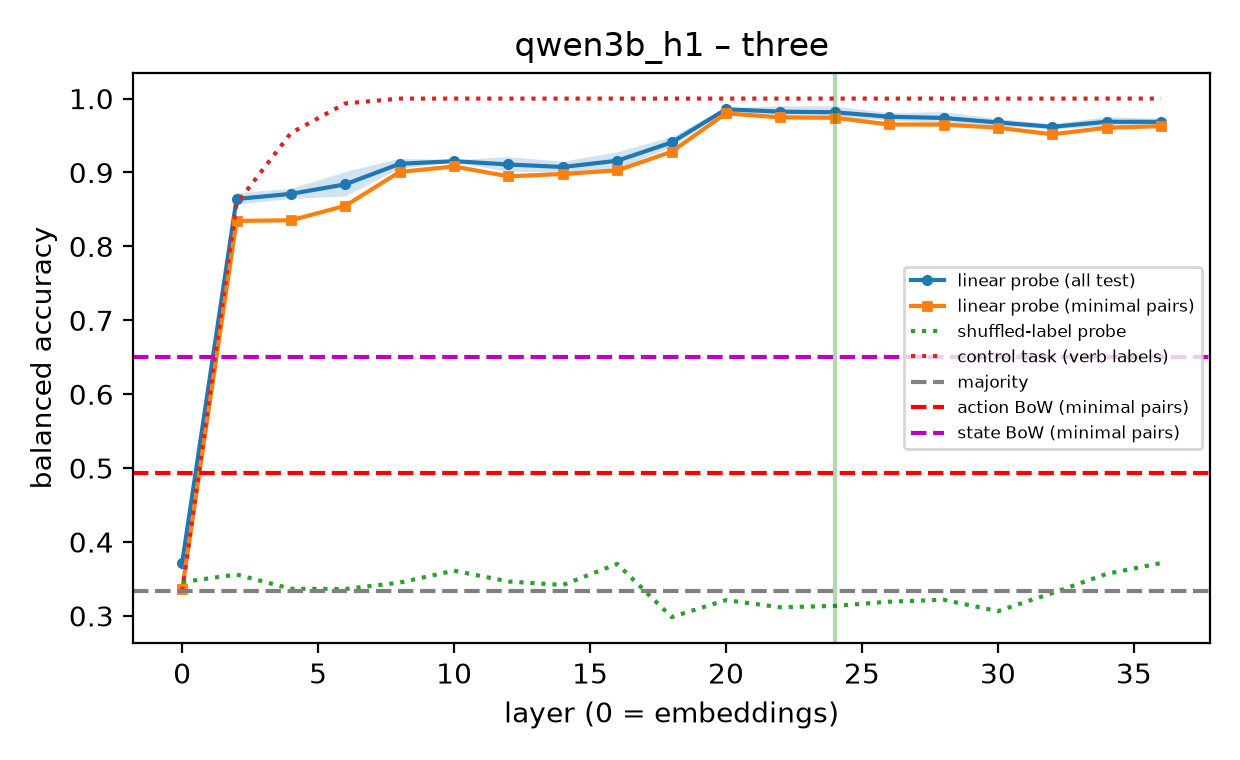 qwen3b_h1 – three
balanced accuracy
1.0
0.9
0.8
0.7
0.6
0.5
0.4
0.3
linear probe (all test)
linear probe (minimal pairs)
shuffled-label probe
control task (verb labels)
majority
action BoW (minimal pairs)
state BoW (minimal pairs)
0 5 10 15 20 25 30 35
layer (0 = embeddings)